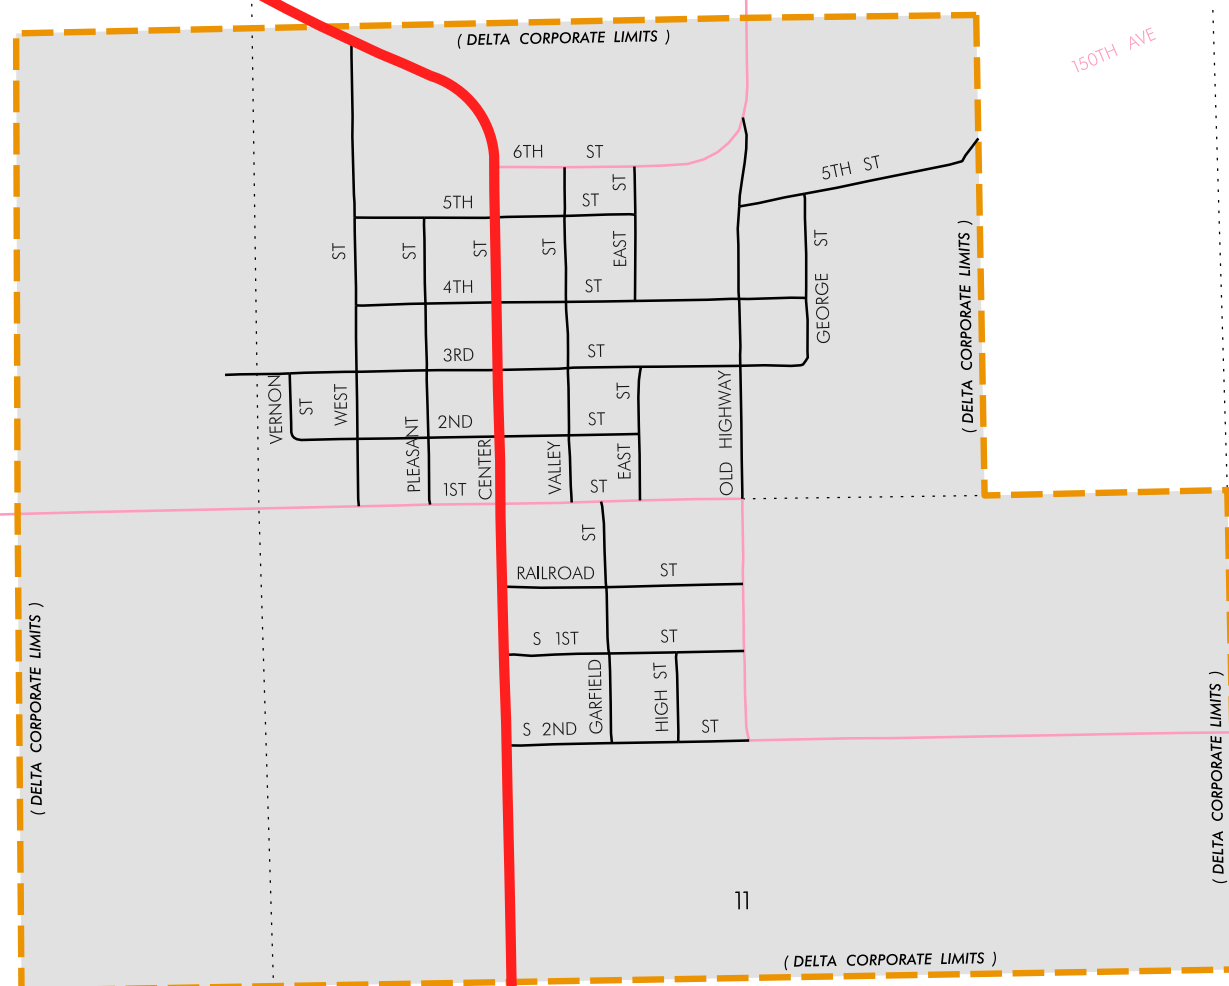 ( DELTA CORPORATE LIMITS )
150TH AVE
6TH ST
5TH ST
5TH ST
ST
ST
ST
ST
ST
EAST
ST
ST
GEORGE
( DELTA CORPORATE LIMITS )
4TH ST
3RD ST
VERNON
ST
WEST
PLEASANT
2ND ST
CENTER
VALLEY
ST
EAST
OLD HIGHWAY
1ST ST
ST
RAILROAD ST
S 1ST ST
GARFIELD
HIGH ST
S 2ND ST
( DELTA CORPORATE LIMITS )
( DELTA CORPORATE LIMITS )
11
( DELTA CORPORATE LIMITS )